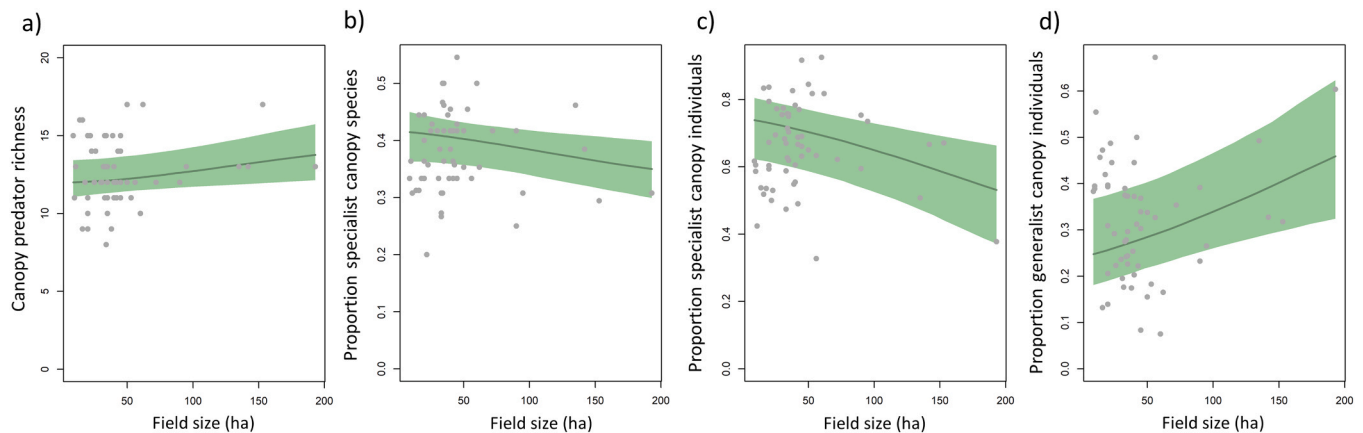 a)
Canopy predator richness
20
15
10
5
0
50 100 150 200
Field size (ha)
b)
Proportion specialist canopy species
0.5
0.4
0.3
0.2
0.1
0.0
50 100 150 200
Field size (ha)
c)
Proportion specialist canopy individuals
0.8
0.6
0.4
0.2
0.0
50 100 150 200
Field size (ha)
d)
Proportion generalist canopy individuals
0.6
0.5
0.4
0.3
0.2
0.1
0.0
50 100 150 200
Field size (ha)